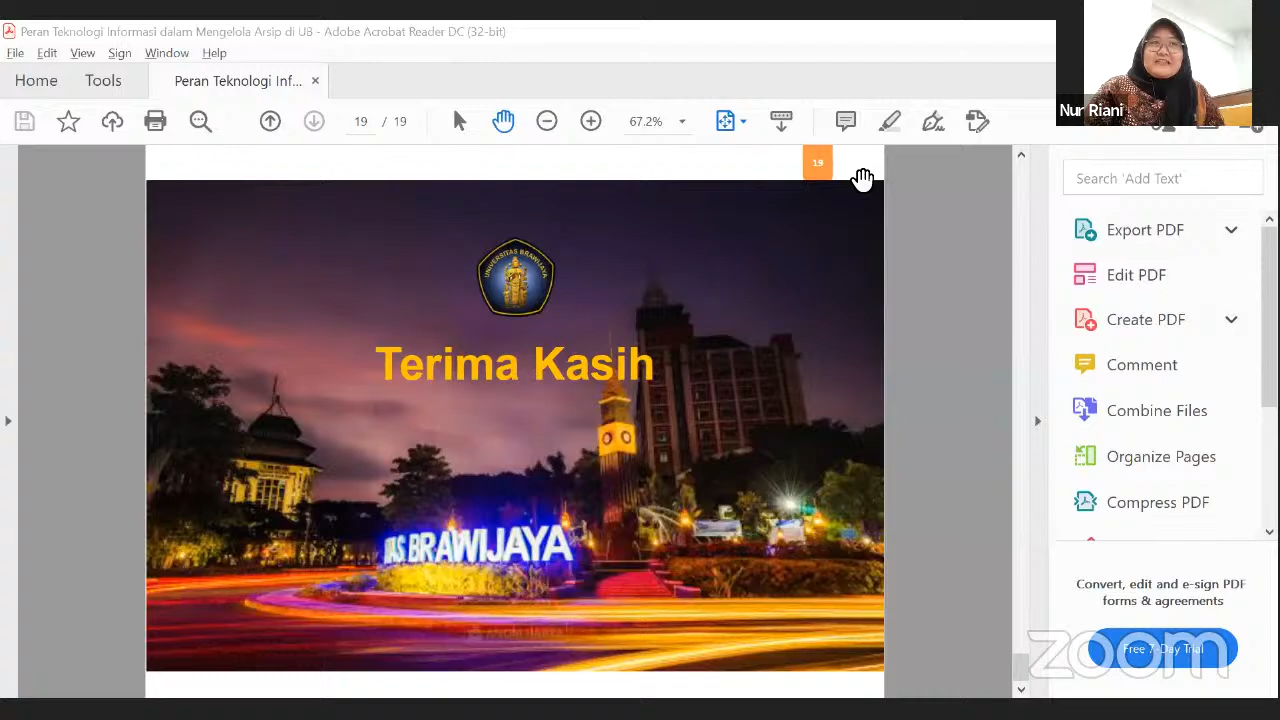 Peran Teknologi Informasi dalam Mengelola Arsip di UB - Adobe Acrobat Reader DC (32-bit)
File Edit View Sign Window Help
Home Tools Peran Teknologi Inf... ×
19 / 19 67.2%
Nur Riani
19
UNIVERSITAS BRAWIJAYA
Terima Kasih
TAS BRAWIJAYA
Search 'Add Text'
Export PDF
Edit PDF
Create PDF
Comment
Combine Files
Organize Pages
Compress PDF
Convert, edit and e-sign PDF
forms & agreements
Free 7-Day Trial
zoom